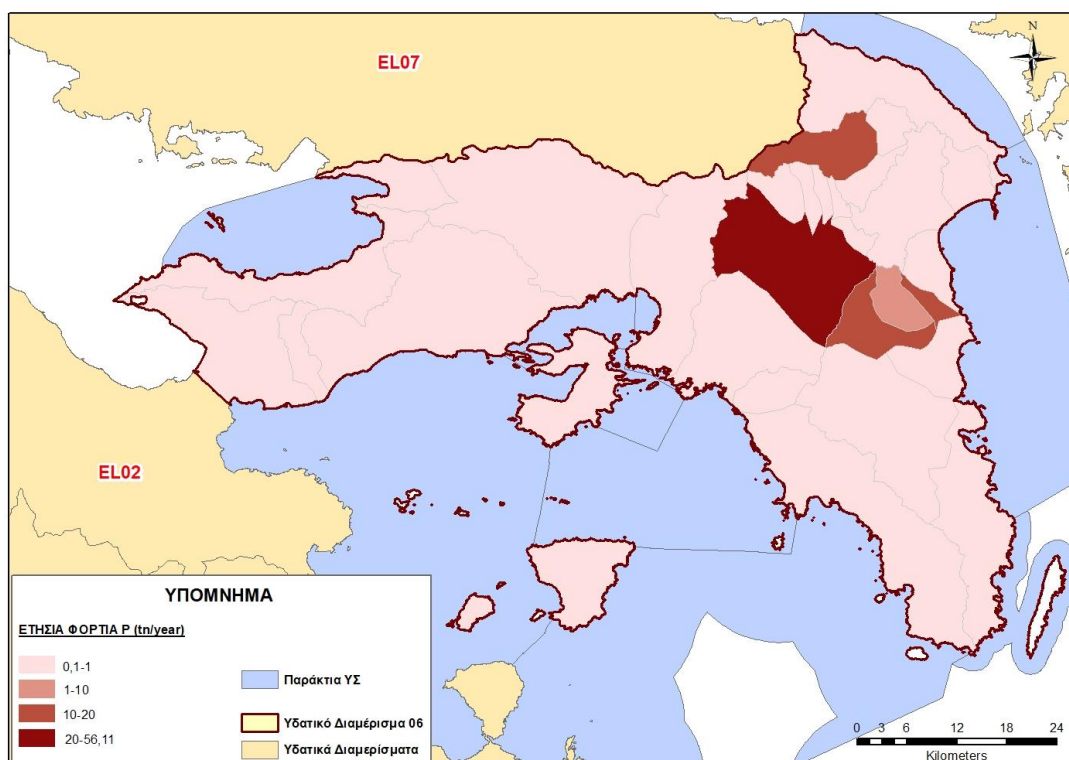 N
EL07
EL02
ΥΠΟΜΝΗΜΑ
ΕΤΗΣΙΑ ΦΟΡΤΙΑ P (tn/year)
0,1-1
1-10
10-20
20-56,11
Παράκτια ΥΣ
Υδατικό Διαμέρισμα 06
Υδατικά Διαμερίσματα
0 3 6 12 18 24
Kilometers